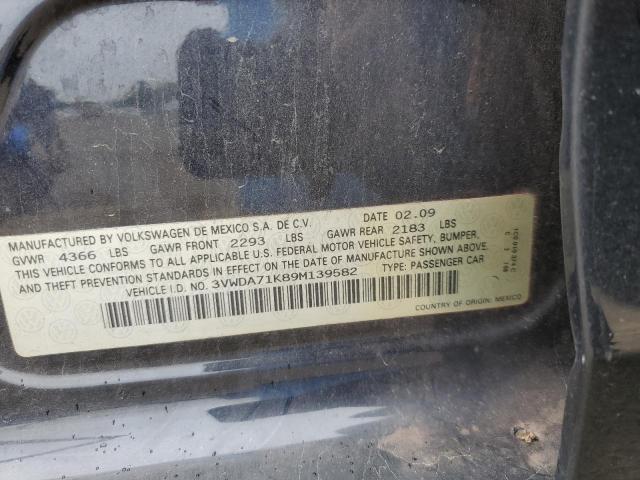 MANUFACTURED BY VOLKSWAGEN DE MEXICO S.A. DE C.V. DATE 02.09
GVWR 4366 LBS GAWR FRONT 2293 LBS GAWR REAR 2183 LBS
THIS VEHICLE CONFORMS TO ALL APPLICABLE U.S. FEDERAL MOTOR VEHICLE SAFETY, BUMPER,
AND THEFT PREVENTION STANDARDS IN EFFECT ON THE DATE OF MANUFACTURE SHOWN ABOVE.
VEHICLE I.D. NO. 3VWDA71K89M139582 TYPE: PASSENGER CAR
COUNTRY OF ORIGIN: MEXICO